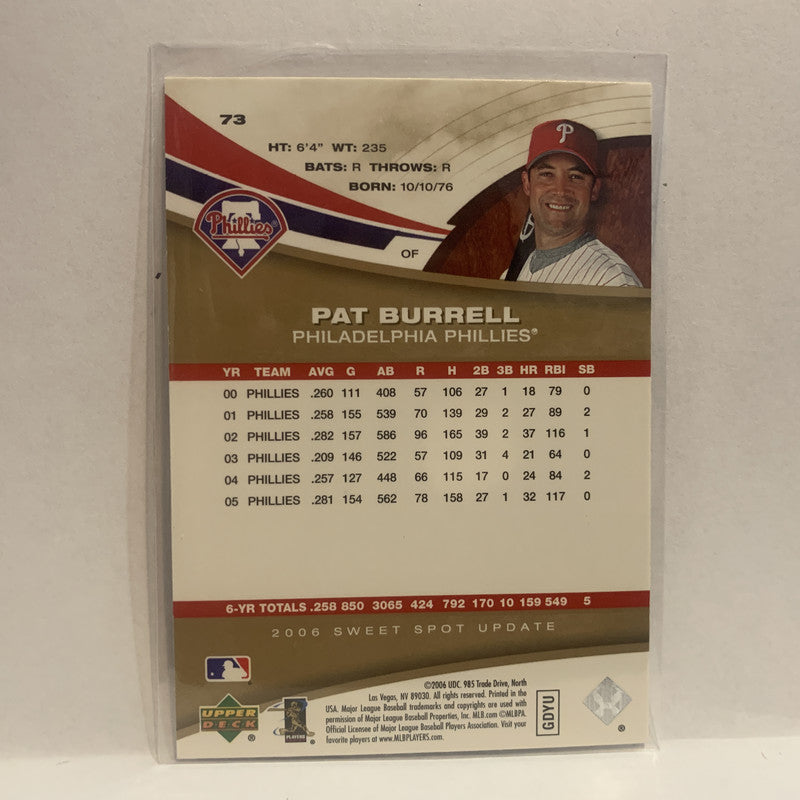 73
HT: 6'4" WT: 235
BATS: R THROWS: R
BORN: 10/10/76
P
Phillies
OF
PAT BURRELL
PHILADELPHIA PHILLIES®
YR TEAM AVG G AB R H 2B 3B HR RBI SB
00 PHILLIES .260 111 408 57 106 27 1 18 79 0
01 PHILLIES .258 155 539 70 139 29 2 27 89 2
02 PHILLIES .282 157 586 96 165 39 2 37 116 1
03 PHILLIES .209 146 522 57 109 31 4 21 64 0
04 PHILLIES .257 127 448 66 115 17 0 24 84 2
05 PHILLIES .281 154 562 78 158 27 1 32 117 0
6-YR TOTALS .258 850 3065 424 792 170 10 159 549 5
2006 SWEET SPOT UPDATE
©2006 UDC. 985 Trade Drive, North
Las Vegas, NV 89030. All rights reserved. Printed in the
USA. Major League Baseball trademarks and copyrights are used with
permission of Major League Baseball Properties, Inc. MLB.com ©MLBPA.
Official Licensee of Major League Baseball Players Association. Visit your
favorite players at www.MLBPLAYERS.com
UPPER
DECK
®
PLAYERS
GDYU
®